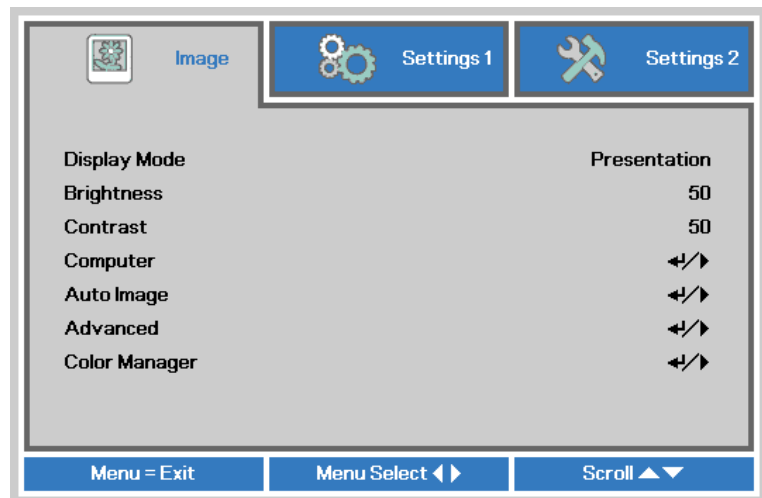 Image
Settings 1
Settings 2
Display Mode Presentation
Brightness 50
Contrast 50
Computer ↵/▶
Auto Image ↵/▶
Advanced ↵/▶
Color Manager ↵/▶
Menu = Exit
Menu Select ◀▶
Scroll ▲▼